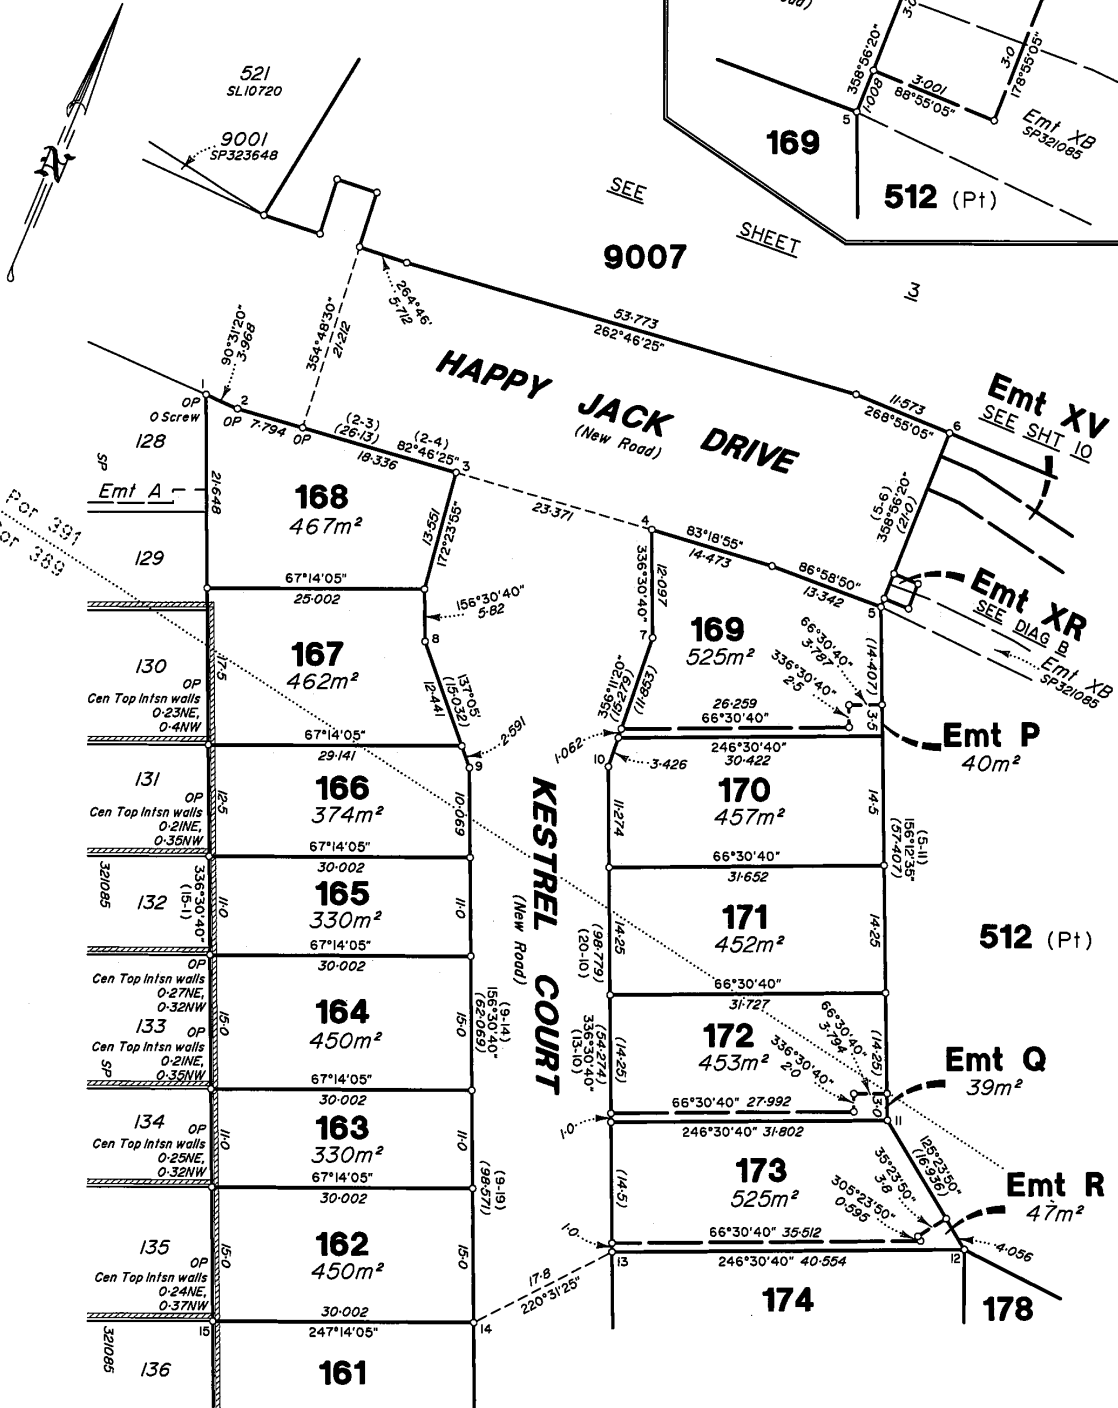 521
SL10720
9001
SP323648
N
SEE
SHEET
3
9007
358°56'20"
1·008
3·001
88°55'05"
3·0
178°55'05"
Emt XB
SP321085
5
169
512 (Pt)
264°46'
5·712
53·773
262°46'25"
354°48'30"
21·212
90°31'20"
3·968
HAPPY JACK DRIVE
(New Road)
11·573
268°55'05"
6
Emt XV
SEE SHT 10
1
OP
O Screw
2
OP
7·794
OP
(2-3)
(26·13)
18·336
(2-4)
82°46'25"
3
23·371
4
83°18'55"
14·473
86°58'50"
13·342
5
(5-6)
358°56'20"
(21·0)
Emt XR
SEE DIAG B
Emt XB
SP321085
128
SP
Emt A
21·648
168
467m²
13·551
172°23'55"
Por 391
Por 389
129
67°14'05"
25·002
156°30'40"
5·82
8
130
OP
Cen Top Intsn walls
0·23NE,
0·4NW
17·5
167
462m²
137°05'
(15·032)
12·441
2·591
67°14'05"
29·141
9
336°30'40"
12·097
7
169
525m²
66°30'40"
3·787
336°30'40"
2·5
(14·407)
3·5
356°11'20"
(15·279)
(11·853)
26·259
66°30'40"
246°30'40"
30·422
1·062
10
3·426
Emt P
40m²
131
OP
Cen Top Intsn walls
0·21NE,
0·35NW
12·5
166
374m²
10·069
67°14'05"
30·002
KESTREL COURT
(New Road)
11·274
170
457m²
14·5
(5-11)
156°12'35"
(57·407)
66°30'40"
31·652
321085
132
336°30'40"
(15-1)
11·0
165
330m²
11·0
67°14'05"
30·002
14·25
(98·779)
(20-10)
171
452m²
14·25
512 (Pt)
66°30'40"
31·727
OP
Cen Top Intsn walls
0·27NE,
0·32NW
133
OP
Cen Top Intsn walls
0·21NE,
0·35NW
SP
15·0
164
450m²
15·0
(9-14)
156°30'40"
(62·069)
67°14'05"
30·002
(14·25)
(54·274)
336°30'40"
(13-10)
172
453m²
66°30'40"
3·794
336°30'40"
2·0
(14·25)
3·0
66°30'40" 27·992
246°30'40" 31·802
1·0
11
Emt Q
39m²
134
OP
Cen Top Intsn walls
0·25NE,
0·32NW
11·0
163
330m²
11·0
67°14'05"
30·002
(9-19)
(98·571)
(14·5)
173
525m²
125°23'50"
(16·936)
35°23'50"
3·8
305°23'50"
0·595
Emt R
47m²
4·056
66°30'40" 35·512
246°30'40" 40·554
1·0
13
12
135
OP
Cen Top Intsn walls
0·24NE,
0·37NW
15·0
162
450m²
15·0
17·8
220°31'25"
174
178
30·002
247°14'05"
15
14
321085
136
161